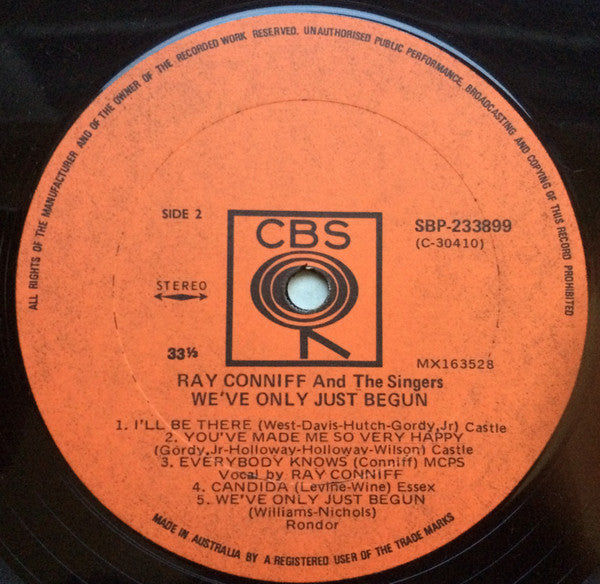 ALL RIGHTS OF THE MANUFACTURER AND OF THE OWNER OF THE RECORDED WORK RESERVED. UNAUTHORISED PUBLIC PERFORMANCE, BROADCASTING AND COPYING OF THIS RECORD PROHIBITED
SIDE 2
CBS
SBP-233899
(C-30410)
STEREO
33⅓
MX163528
RAY CONNIFF And The Singers
WE'VE ONLY JUST BEGUN
1. I'LL BE THERE (West-Davis-Hutch-Gordy,Jr) Castle
2. YOU'VE MADE ME SO VERY HAPPY
(Gordy,Jr-Holloway-Holloway-Wilson) Castle
3. EVERYBODY KNOWS (Conniff) MCPS
Vocal by RAY CONNIFF
4. CANDIDA (Levine-Wine) Essex
5. WE'VE ONLY JUST BEGUN
(Williams-Nichols)
Rondor
MADE IN AUSTRALIA BY A REGISTERED USER OF THE TRADE MARKS